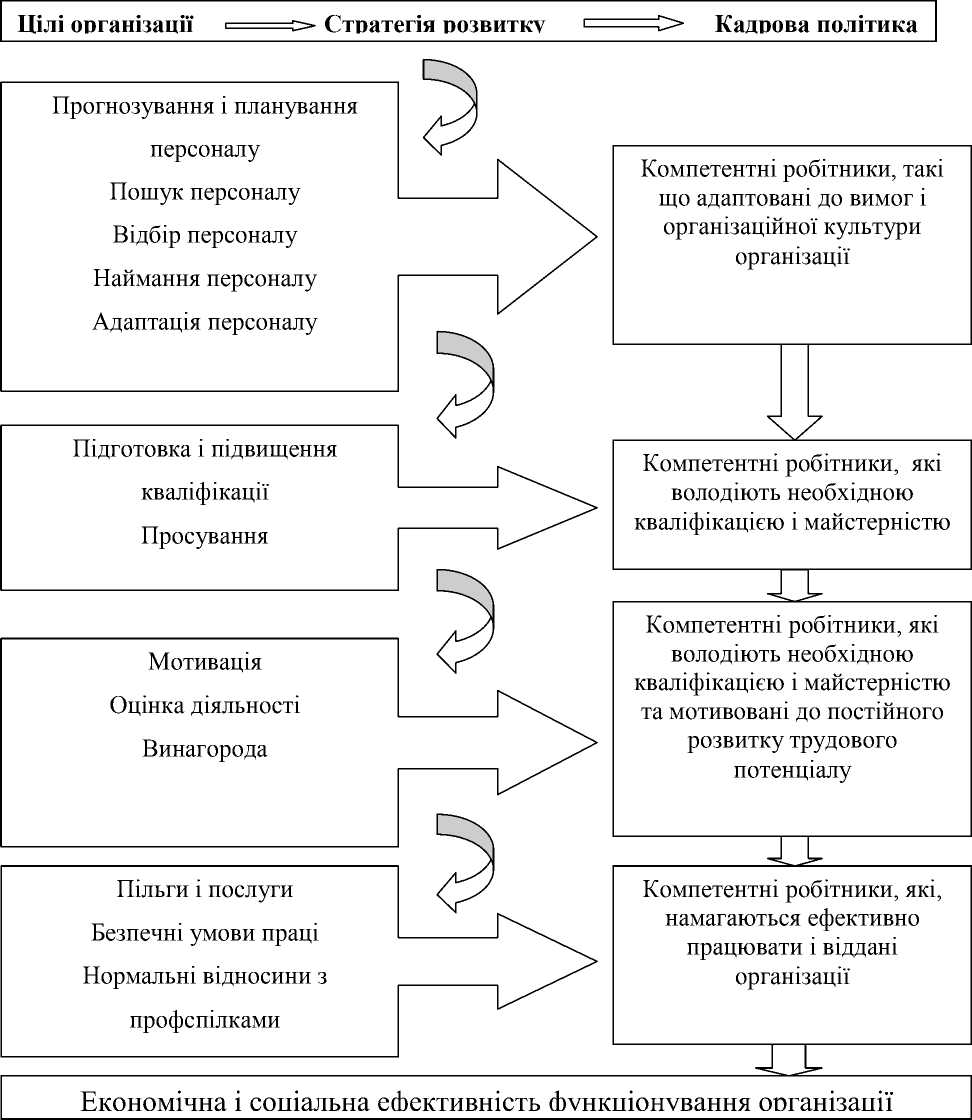 Цілі організації Стратегія розвитку Кадрова політика
Прогнозування і планування
персоналу
Пошук персоналу
Відбір персоналу
Наймання персоналу
Адаптація персоналу
Компетентні робітники, такі
що адаптовані до вимог і
організаційної культури
організації
Підготовка і підвищення
кваліфікації
Просування
Компетентні робітники, які
володіють необхідною
кваліфікацією і майстерністю
Мотивація
Оцінка діяльності
Винагорода
Компетентні робітники, які
володіють необхідною
кваліфікацією і майстерністю
та мотивовані до постійного
розвитку трудового
потенціалу
Пільги і послуги
Безпечні умови праці
Нормальні відносини з
профспілками
Компетентні робітники, які,
намагаються ефективно
працювати і віддані
організації
Економічна і соціальна ефективність функціонування організації